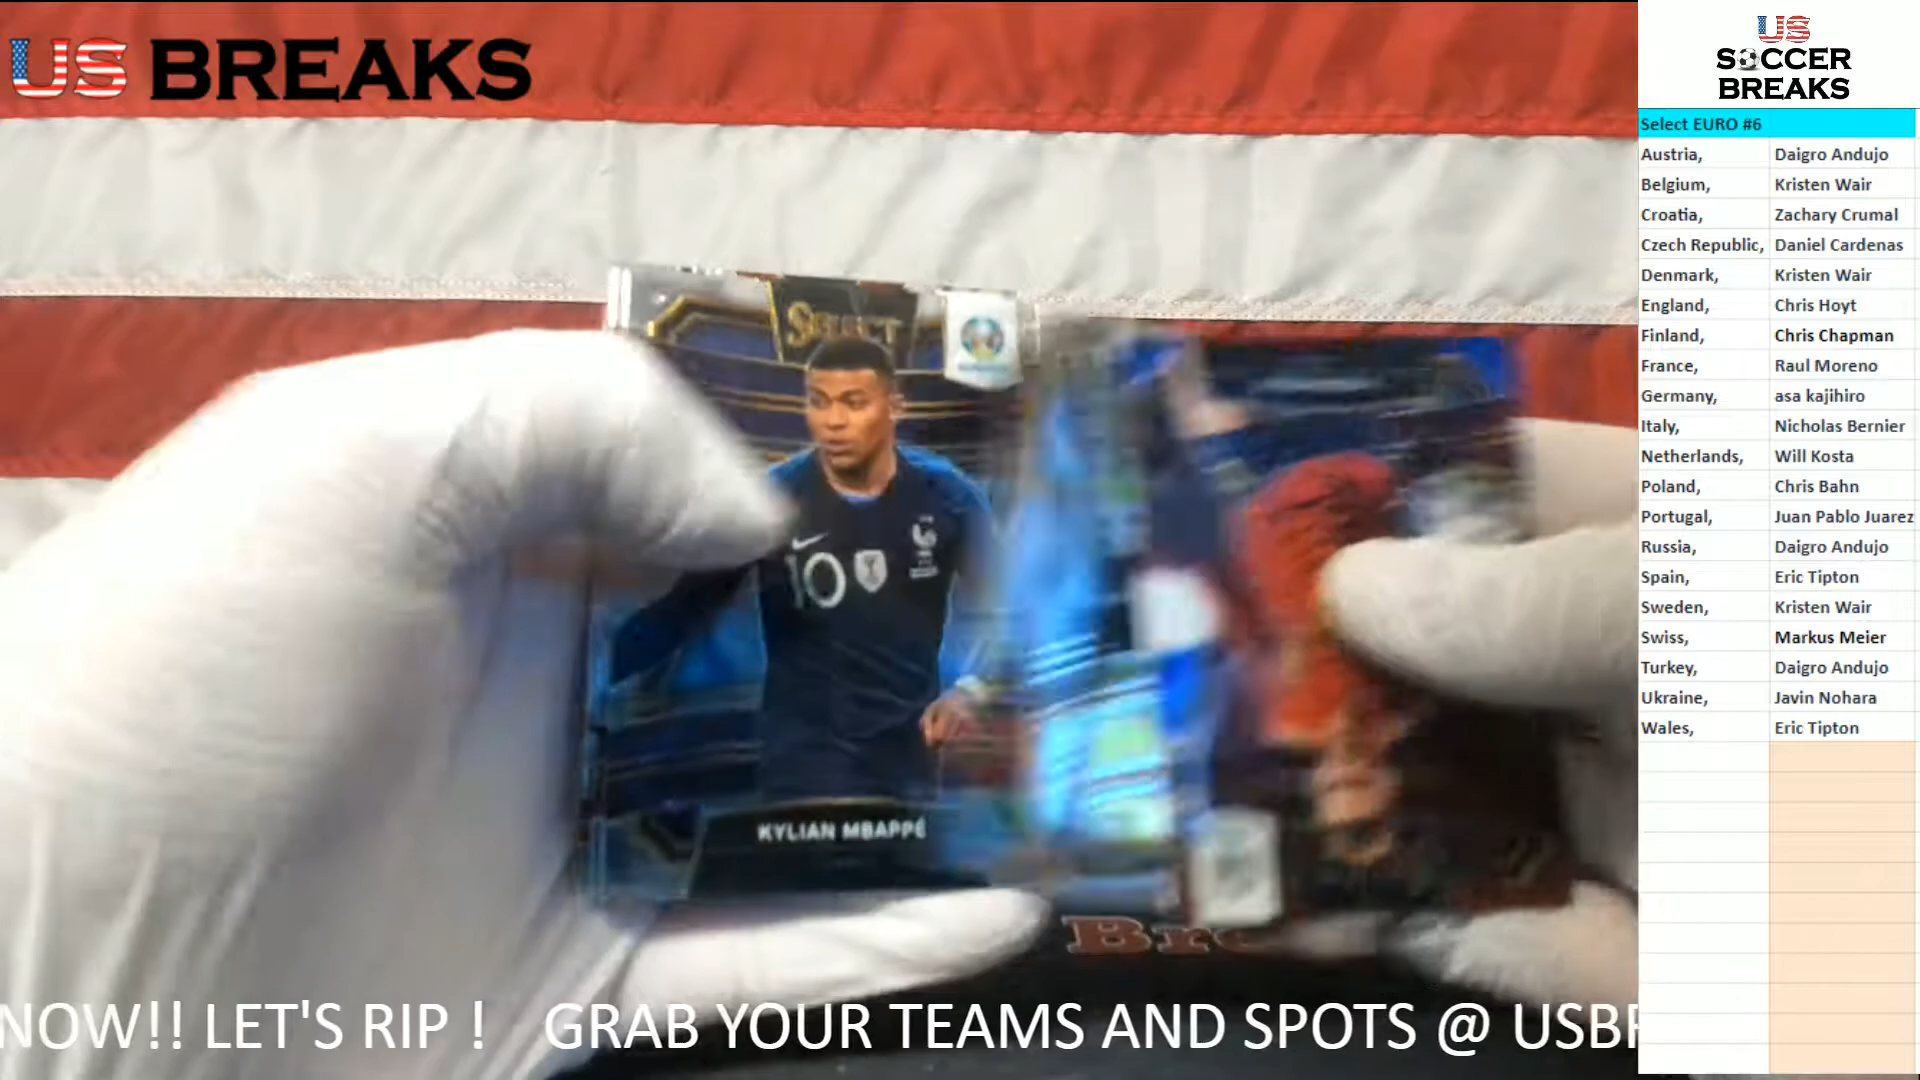 US BREAKS
SELECT
10
KYLIAN MBAPPÉ
Bre
NOW!! LET'S RIP ! GRAB YOUR TEAMS AND SPOTS @ USB
US
SOCCER
BREAKS
Select EURO #6
Austria, Daigro Andujo
Belgium, Kristen Wair
Croatia, Zachary Crumal
Czech Republic, Daniel Cardenas
Denmark, Kristen Wair
England, Chris Hoyt
Finland, Chris Chapman
France, Raul Moreno
Germany, asa kajihiro
Italy, Nicholas Bernier
Netherlands, Will Kosta
Poland, Chris Bahn
Portugal, Juan Pablo Juarez
Russia, Daigro Andujo
Spain, Eric Tipton
Sweden, Kristen Wair
Swiss, Markus Meier
Turkey, Daigro Andujo
Ukraine, Javin Nohara
Wales, Eric Tipton